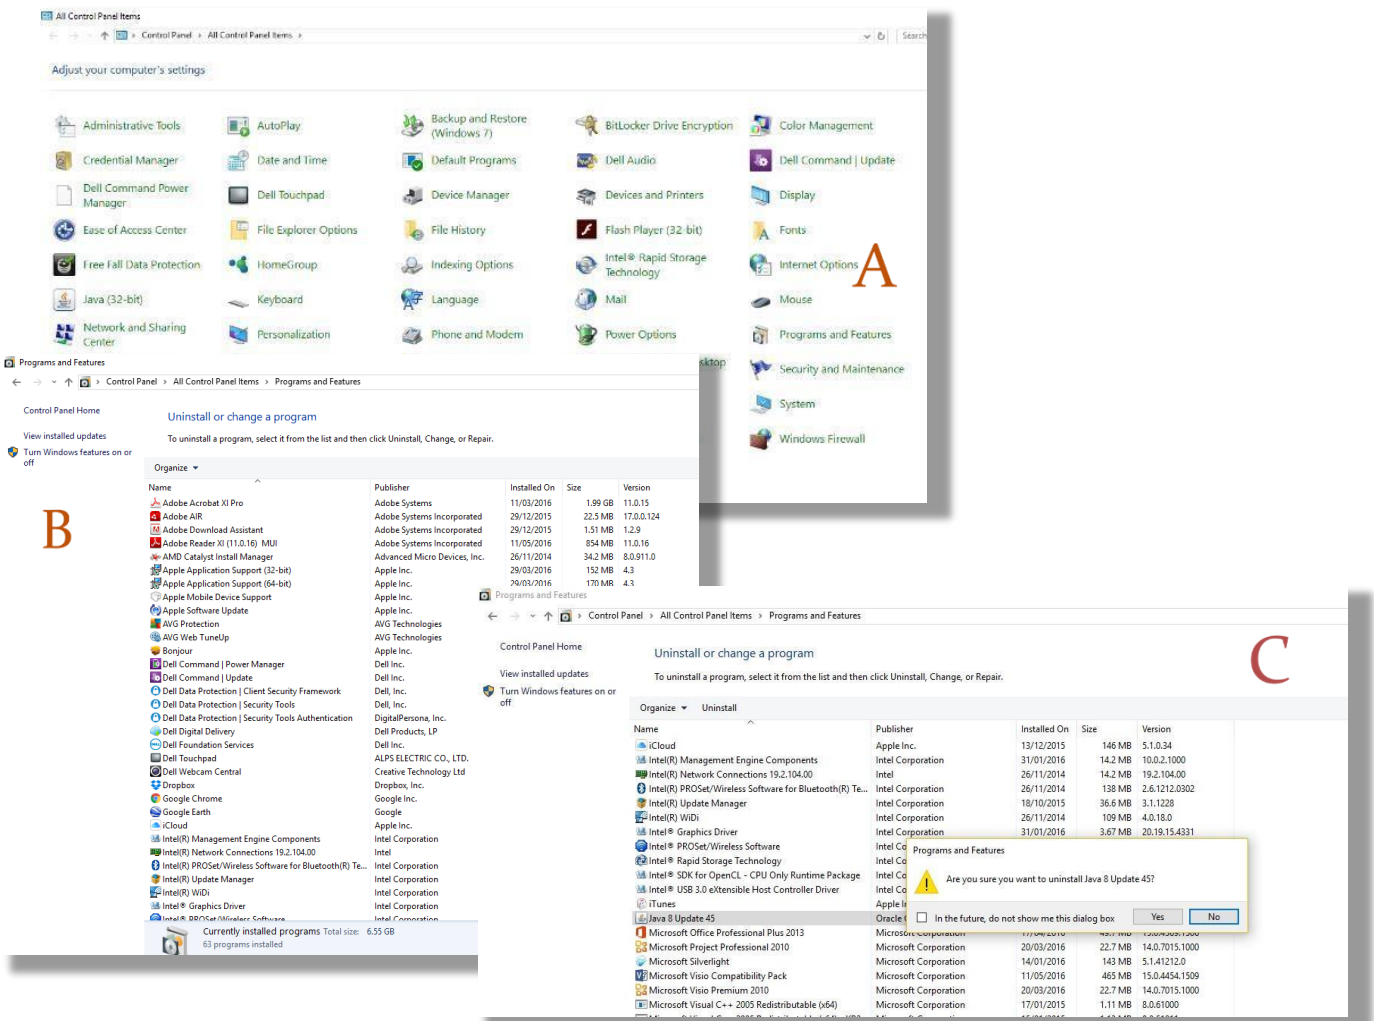 All Control Panel Items
Control Panel > All Control Panel Items >
Search
Adjust your computer's settings
Administrative Tools
AutoPlay
Backup and Restore (Windows 7)
BitLocker Drive Encryption
Color Management
Credential Manager
Date and Time
Default Programs
Dell Audio
Dell Command | Update
Dell Command Power Manager
Dell Touchpad
Device Manager
Devices and Printers
Display
Ease of Access Center
File Explorer Options
File History
Flash Player (32-bit)
Fonts
Free Fall Data Protection
HomeGroup
Indexing Options
Intel® Rapid Storage Technology
Internet Options
A
Java (32-bit)
Keyboard
Language
Mail
Mouse
Network and Sharing Center
Personalization
Phone and Modem
Power Options
Programs and Features
Security and Maintenance
System
Windows Firewall
Programs and Features
Control Panel > All Control Panel Items > Programs and Features
Control Panel Home
View installed updates
Turn Windows features on or off
B
Uninstall or change a program
To uninstall a program, select it from the list and then click Uninstall, Change, or Repair.
Organize
Name Publisher Installed On Size Version
Adobe Acrobat XI Pro Adobe Systems 11/03/2016 1.99 GB 11.0.15
Adobe AIR Adobe Systems Incorporated 29/12/2015 22.5 MB 17.0.0.124
Adobe Download Assistant Adobe Systems Incorporated 29/12/2015 1.51 MB 1.2.9
Adobe Reader XI (11.0.16) MUI Adobe Systems Incorporated 11/05/2016 854 MB 11.0.16
AMD Catalyst Install Manager Advanced Micro Devices, Inc. 26/11/2014 34.2 MB 8.0.911.0
Apple Application Support (32-bit) Apple Inc. 29/03/2016 152 MB 4.3
Apple Application Support (64-bit) Apple Inc. 29/03/2016 170 MB 4.3
Apple Mobile Device Support Apple Inc.
Apple Software Update Apple Inc.
AVG Protection AVG Technologies
AVG Web TuneUp AVG Technologies
Bonjour Apple Inc.
Dell Command | Power Manager Dell Inc.
Dell Command | Update Dell Inc.
Dell Data Protection | Client Security Framework Dell, Inc.
Dell Data Protection | Security Tools Dell, Inc.
Dell Data Protection | Security Tools Authentication DigitalPersona, Inc.
Dell Digital Delivery Dell Products, LP
Dell Foundation Services Dell Inc.
Dell Touchpad ALPS ELECTRIC CO., LTD.
Dell Webcam Central Creative Technology Ltd
Dropbox Dropbox, Inc.
Google Chrome Google Inc.
Google Earth Google
iCloud Apple Inc.
Intel(R) Management Engine Components Intel Corporation
Intel(R) Network Connections 19.2.104.00 Intel
Intel(R) PROSet/Wireless Software for Bluetooth(R) Te... Intel Corporation
Intel(R) Update Manager Intel Corporation
Intel(R) WiDi Intel Corporation
Intel® Graphics Driver Intel Corporation
Intel® PROSet/Wireless Software Intel Corporation
Currently installed programs Total size: 6.55 GB
63 programs installed
Programs and Features
Control Panel > All Control Panel Items > Programs and Features
Control Panel Home
View installed updates
Turn Windows features on or off
C
Uninstall or change a program
To uninstall a program, select it from the list and then click Uninstall, Change, or Repair.
Organize Uninstall
Name Publisher Installed On Size Version
iCloud Apple Inc. 13/12/2015 146 MB 5.1.0.34
Intel(R) Management Engine Components Intel Corporation 31/01/2016 14.2 MB 10.0.2.1000
Intel(R) Network Connections 19.2.104.00 Intel 26/11/2014 14.2 MB 19.2.104.00
Intel(R) PROSet/Wireless Software for Bluetooth(R) Te... Intel Corporation 26/11/2014 138 MB 2.6.1212.0302
Intel(R) Update Manager Intel Corporation 18/10/2015 36.6 MB 3.1.1228
Intel(R) WiDi Intel Corporation 26/11/2014 109 MB 4.0.18.0
Intel® Graphics Driver Intel Corporation 31/01/2016 3.67 MB 20.19.15.4331
Intel® PROSet/Wireless Software Intel Co
Intel® Rapid Storage Technology Intel Co
Intel® SDK for OpenCL - CPU Only Runtime Package Intel Co
Intel® USB 3.0 eXtensible Host Controller Driver Intel Co
iTunes Apple I
Java 8 Update 45 Oracle
Programs and Features
Are you sure you want to uninstall Java 8 Update 45?
In the future, do not show me this dialog box
Yes No
Microsoft Office Professional Plus 2013 Microsoft Corporation
Microsoft Project Professional 2010 Microsoft Corporation 20/03/2016 22.7 MB 14.0.7015.1000
Microsoft Silverlight Microsoft Corporation 14/01/2016 143 MB 5.1.41212.0
Microsoft Visio Compatibility Pack Microsoft Corporation 11/05/2016 465 MB 15.0.4454.1509
Microsoft Visio Premium 2010 Microsoft Corporation 20/03/2016 22.7 MB 14.0.7015.1000
Microsoft Visual C++ 2005 Redistributable (x64) Microsoft Corporation 17/01/2015 1.11 MB 8.0.61000